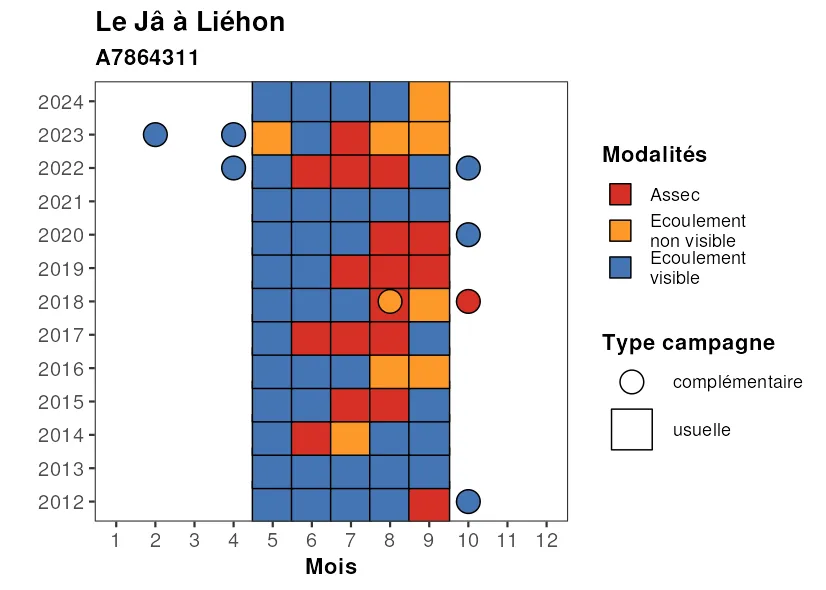 Le Jâ à Liéhon
A7864311
2024
2023
2022
2021
2020
2019
2018
2017
2016
2015
2014
2013
2012
1 2 3 4 5 6 7 8 9 10 11 12
Mois
Modalités
Assec
Ecoulement
non visible
Ecoulement
visible
Type campagne
complémentaire
usuelle